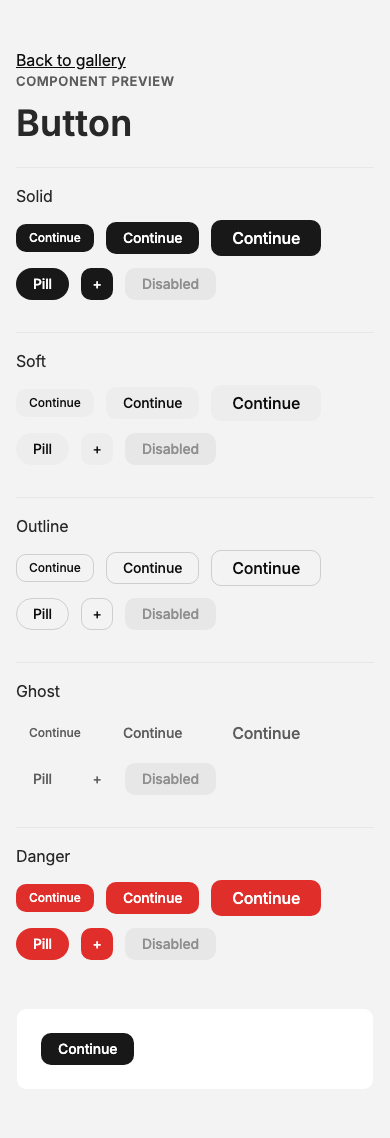 Back to gallery
COMPONENT PREVIEW
Button
Solid
Continue Continue Continue
Pill + Disabled
Soft
Continue Continue Continue
Pill + Disabled
Outline
Continue Continue Continue
Pill + Disabled
Ghost
Continue Continue Continue
Pill + Disabled
Danger
Continue Continue Continue
Pill + Disabled
Continue